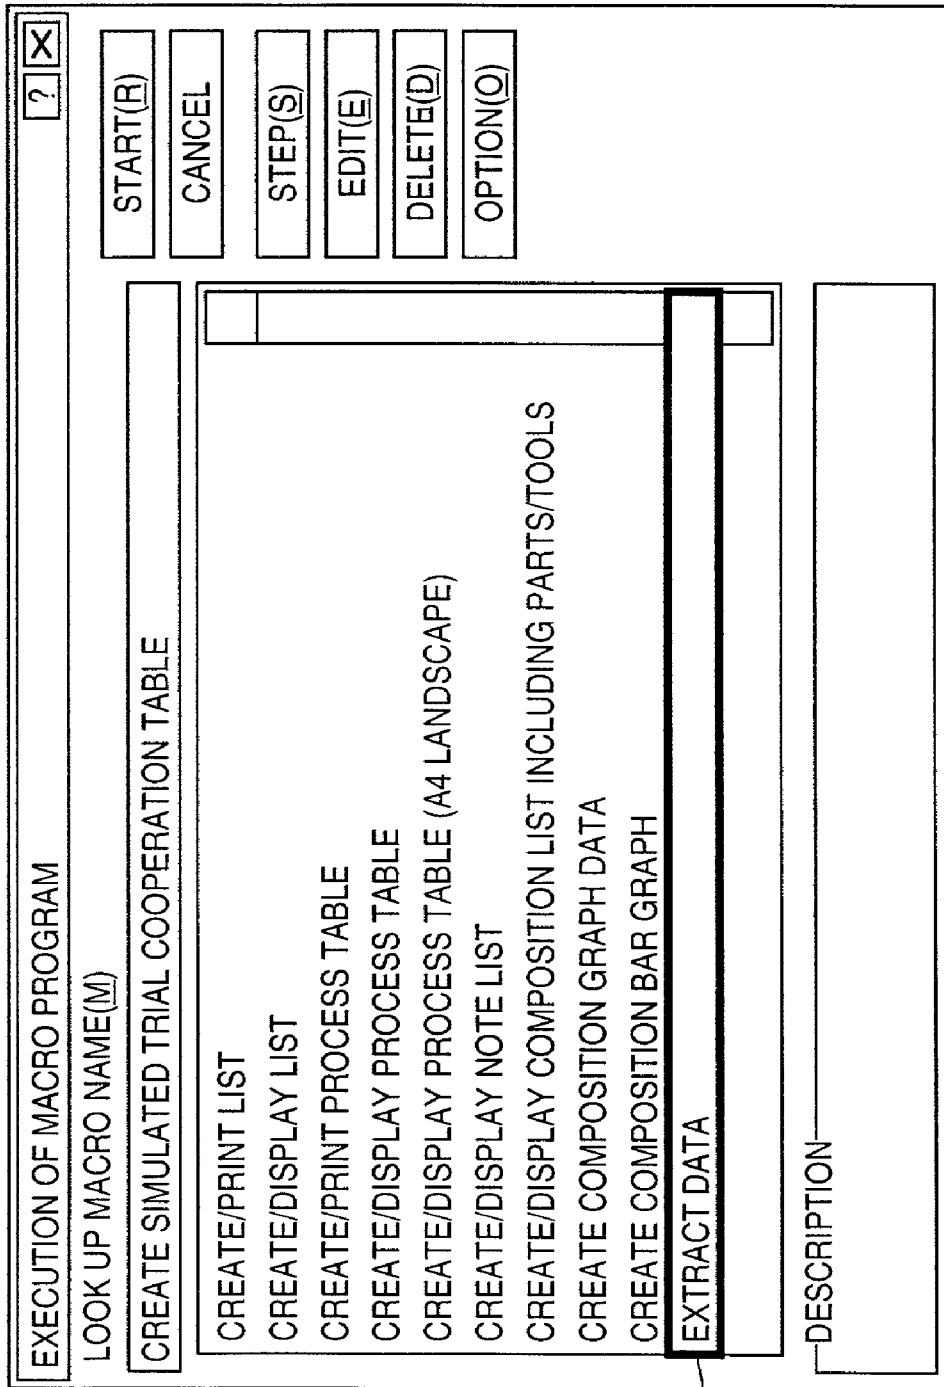 EXECUTION OF MACRO PROGRAM
? X
LOOK UP MACRO NAME(M)
CREATE SIMULATED TRIAL COOPERATION TABLE
CREATE/PRINT LIST
CREATE/DISPLAY LIST
CREATE/PRINT PROCESS TABLE
CREATE/DISPLAY PROCESS TABLE
CREATE/DISPLAY PROCESS TABLE (A4 LANDSCAPE)
CREATE/DISPLAY NOTE LIST
CREATE/DISPLAY COMPOSITION LIST INCLUDING PARTS/TOOLS
CREATE COMPOSITION GRAPH DATA
CREATE COMPOSITION BAR GRAPH
EXTRACT DATA
START(R)
CANCEL
STEP(S)
EDIT(E)
DELETE(D)
OPTION(O)
DESCRIPTION